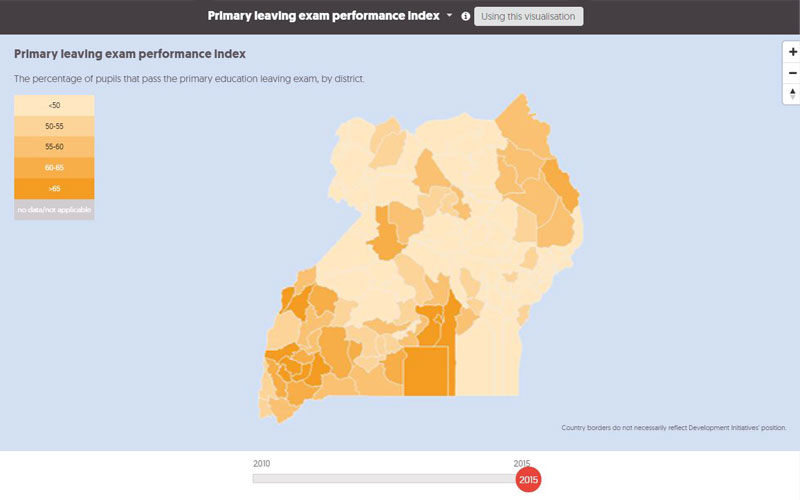 Primary leaving exam performance index
Using this visualisation
Primary leaving exam performance index
The percentage of pupils that pass the primary education leaving exam, by district.
<50
50-55
55-60
60-65
>65
no data/not applicable
Country borders do not necessarily reflect Development Initiatives' position.
2010
2015
2015